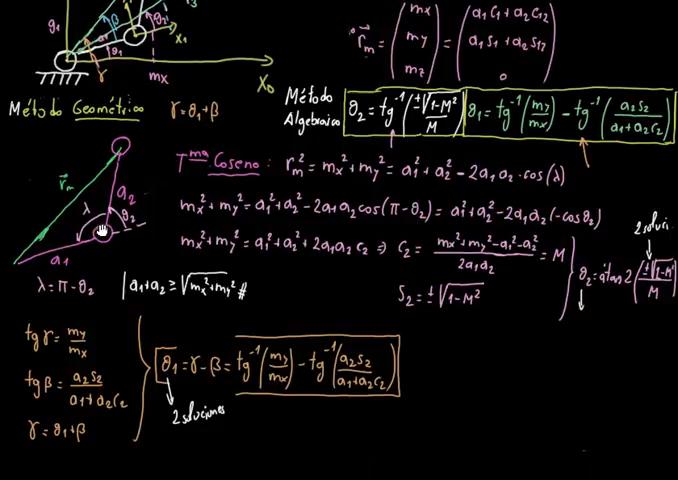 y₁
β
θ₂
x₁
θ₁
γ
mx
X₀
r⃗m = (mx my mz) = (a₁c₁+a₂c₁₂ a₁s₁+a₂s₁₂ 0)
Método Geométrico γ=θ₁+β
Método Algebraico θ₂=tg⁻¹(±√(1-M²)/M) θ₁=tg⁻¹(my/mx)-tg⁻¹(a₂s₂/(a₁+a₂c₂))
Tᵐᵃ Coseno: rm²=mx²+my²=a₁²+a₂²-2a₁a₂·cos(λ)
mx²+my²=a₁²+a₂²-2a₁a₂cos(π-θ₂)=a₁²+a₂²-2a₁a₂(-cosθ₂)
mx²+my²=a₁²+a₂²+2a₁a₂c₂ ⇒ c₂=(mx²+my²-a₁²-a₂²)/(2a₁a₂)=M
s₂=±√(1-M²)
2 soluci
θ₂=atan2(±√(1-M²)/M)
r⃗m
a₂
λ
θ₂
a₁
λ=π-θ₂
|a₁+a₂≥√(mx²+my²)#
tgγ=my/mx
tgβ=a₂s₂/(a₁+a₂c₂)
γ=θ₁+β
θ₁=γ-β=tg⁻¹(my/mx)-tg⁻¹(a₂s₂/(a₁+a₂c₂))
2 soluciones